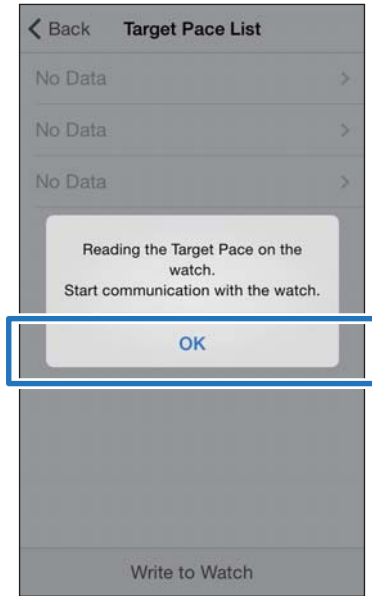 Back Target Pace List
No Data
No Data
No Data
Reading the Target Pace on the
watch.
Start communication with the watch.
OK
Write to Watch